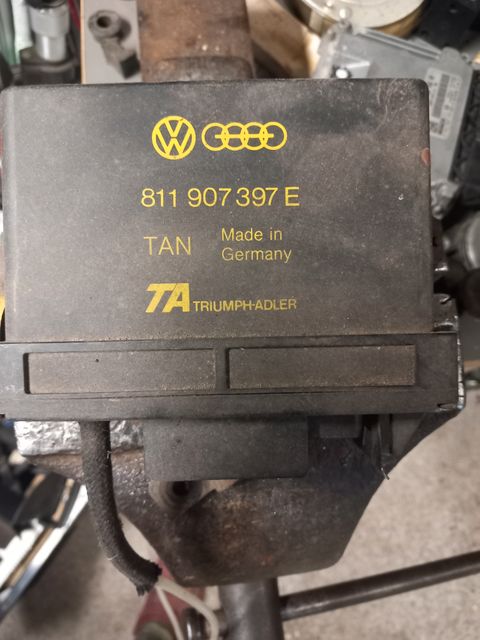 811 907 397 E
TAN Made in
Germany
TA TRIUMPH-ADLER